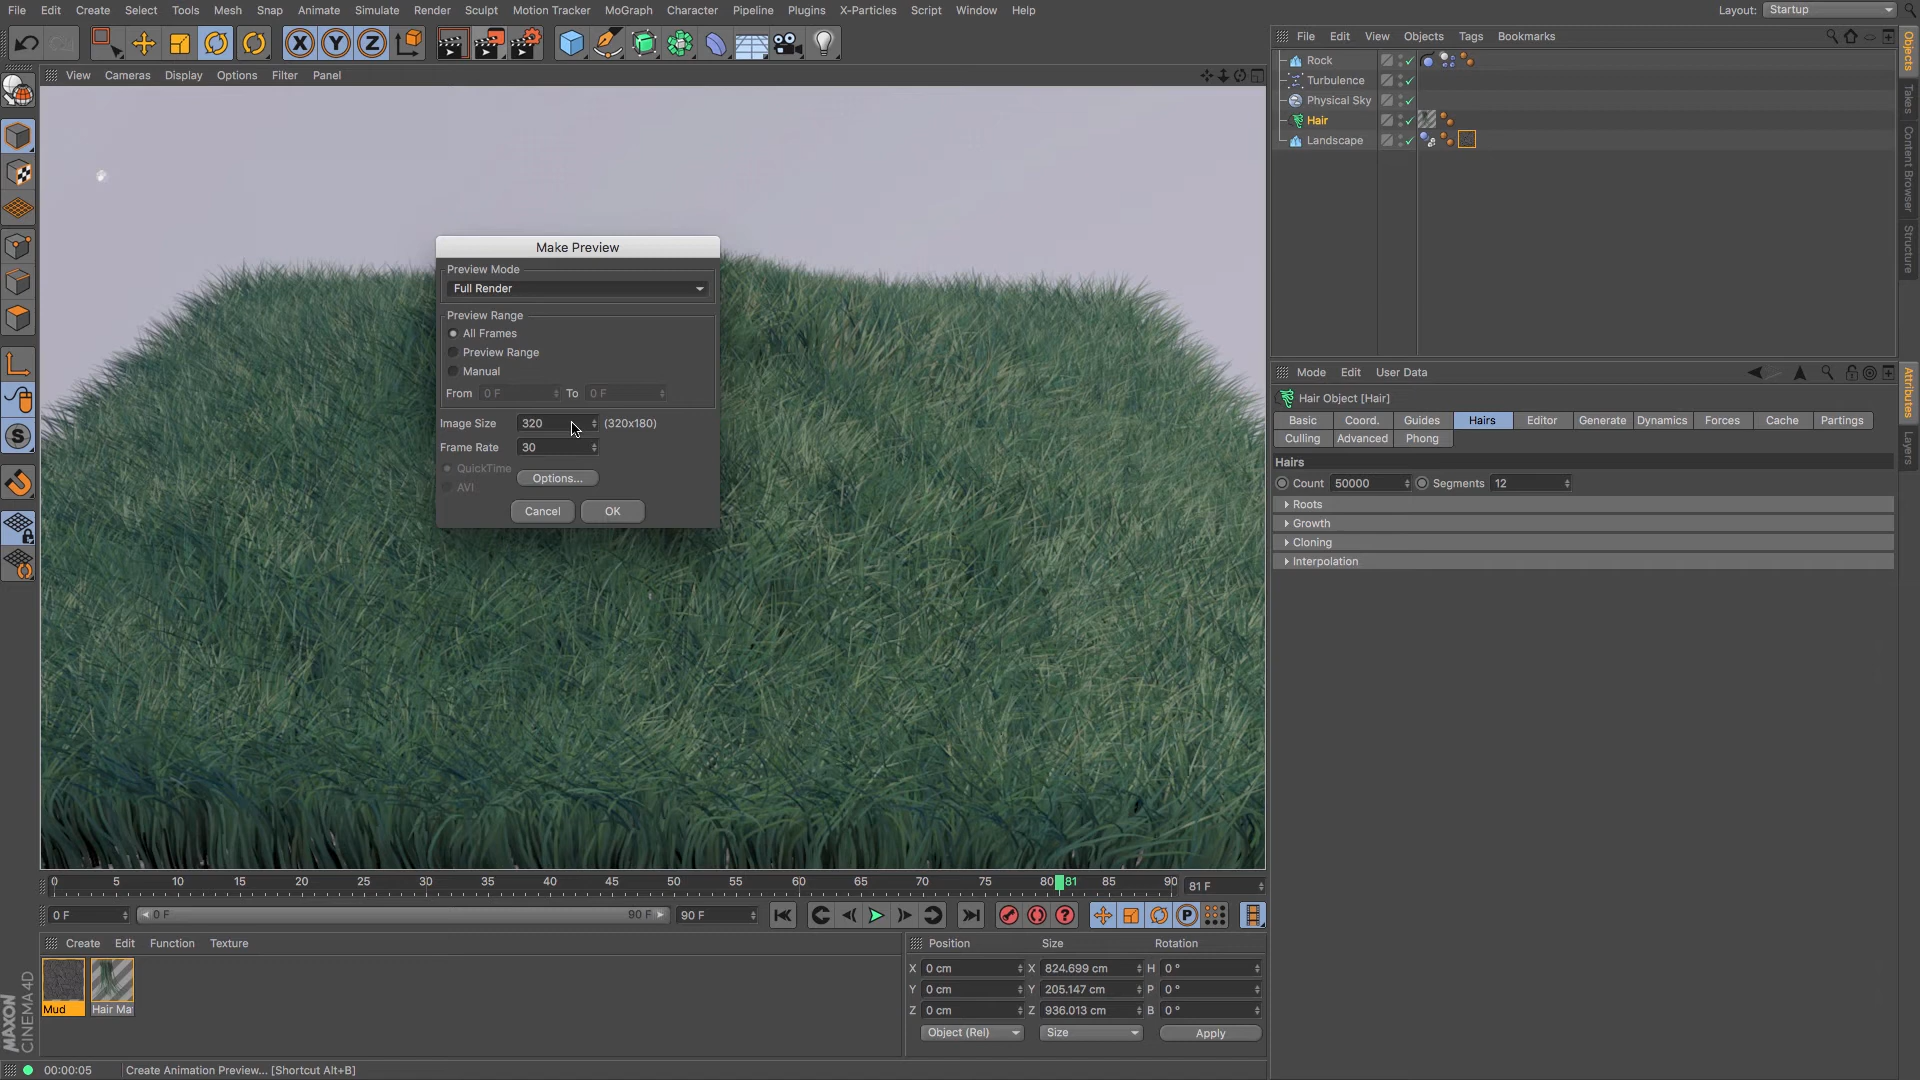 File Edit Create Select Tools Mesh Snap Animate Simulate Render Sculpt Motion Tracker MoGraph Character Pipeline Plugins X-Particles Script Window Help
Layout: Startup
View Cameras Display Options Filter Panel
File Edit View Objects Tags Bookmarks
Rock
Turbulence
Physical Sky
Hair
Landscape
Objects
Takes
Content Browser
Structure
Make Preview
Preview Mode
Full Render
Preview Range
All Frames
Preview Range
Manual
From 0 F To 0 F
Image Size 320 (320x180)
Frame Rate 30
QuickTime
AVI
Options...
Cancel OK
Mode Edit User Data
Hair Object [Hair]
Basic Coord. Guides Hairs Editor Generate Dynamics Forces Cache Partings
Culling Advanced Phong
Hairs
Count 50000 Segments 12
Roots
Growth
Cloning
Interpolation
Attributes
Layers
0 5 10 15 20 25 30 35 40 45 50 55 60 65 70 75 80 81 85 90
81 F
0 F 0 F 90 F 90 F
Create Edit Function Texture
Mud Hair Ma
Position Size Rotation
X 0 cm X 824.699 cm H 0 °
Y 0 cm Y 205.147 cm P 0 °
Z 0 cm Z 936.013 cm B 0 °
Object (Rel) Size Apply
MAXON
CINEMA 4D
00:00:05 Create Animation Preview... [Shortcut Alt+B]